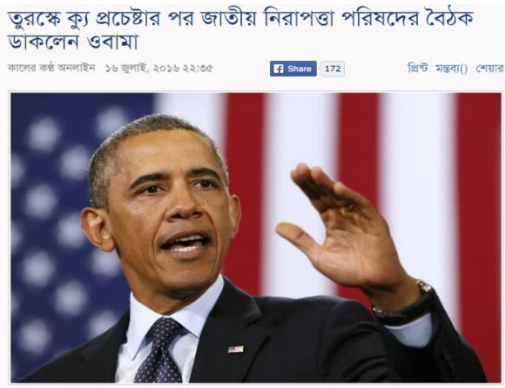 তুরস্কে ক্যু প্রচেষ্টার পর জাতীয় নিরাপত্তা পরিষদের বৈঠক
ডাকলেন ওবামা
কালের কণ্ঠ অনলাইন ১৬ জুলাই, ২০১৬ ২২:৩৫ Share 172 প্রিন্ট মন্তব্য() শেয়ার